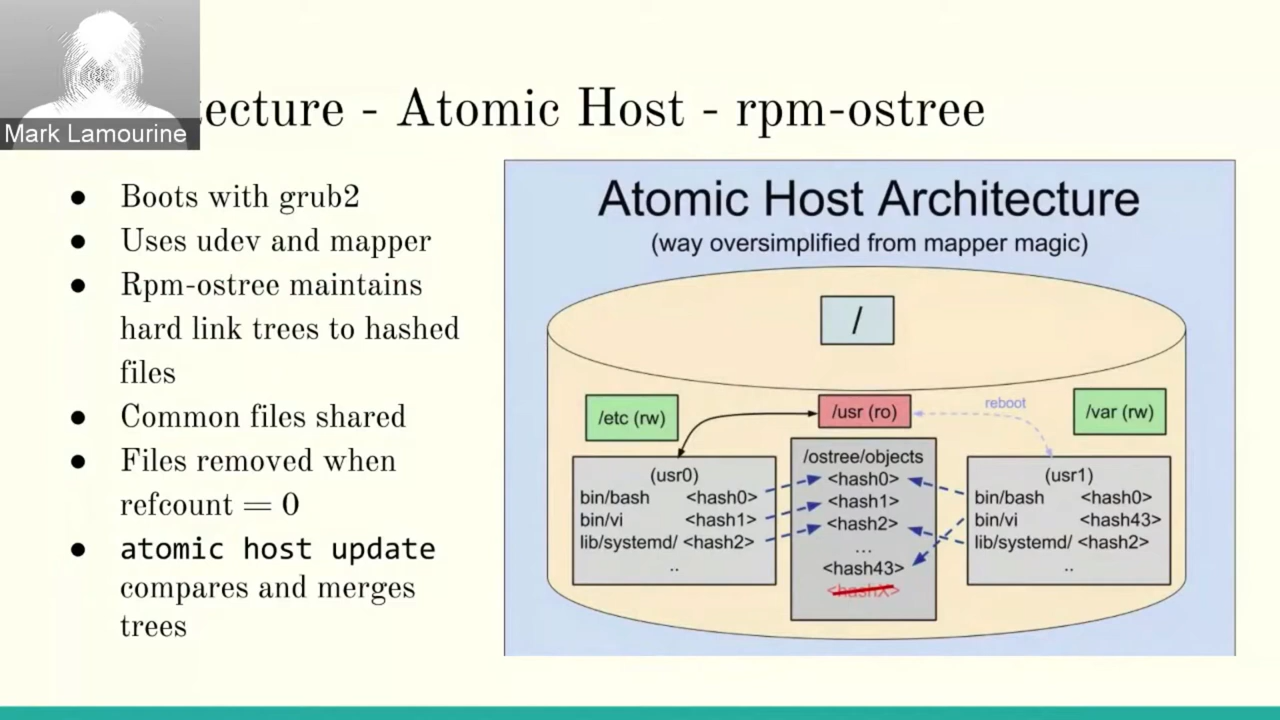 Mark Lamourine
tecture - Atomic Host - rpm-ostree
● Boots with grub2
● Uses udev and mapper
● Rpm-ostree maintains
hard link trees to hashed
files
● Common files shared
● Files removed when
refcount = 0
● atomic host update
compares and merges
trees
Atomic Host Architecture
(way oversimplified from mapper magic)
/
/etc (rw)
/usr (ro)
reboot
/var (rw)
(usr0)
bin/bash <hash0>
bin/vi <hash1>
lib/systemd/ <hash2>
..
/ostree/objects
<hash0>
<hash1>
<hash2>
...
<hash43>
<hashX>
(usr1)
bin/bash <hash0>
bin/vi <hash43>
lib/systemd/ <hash2>
..